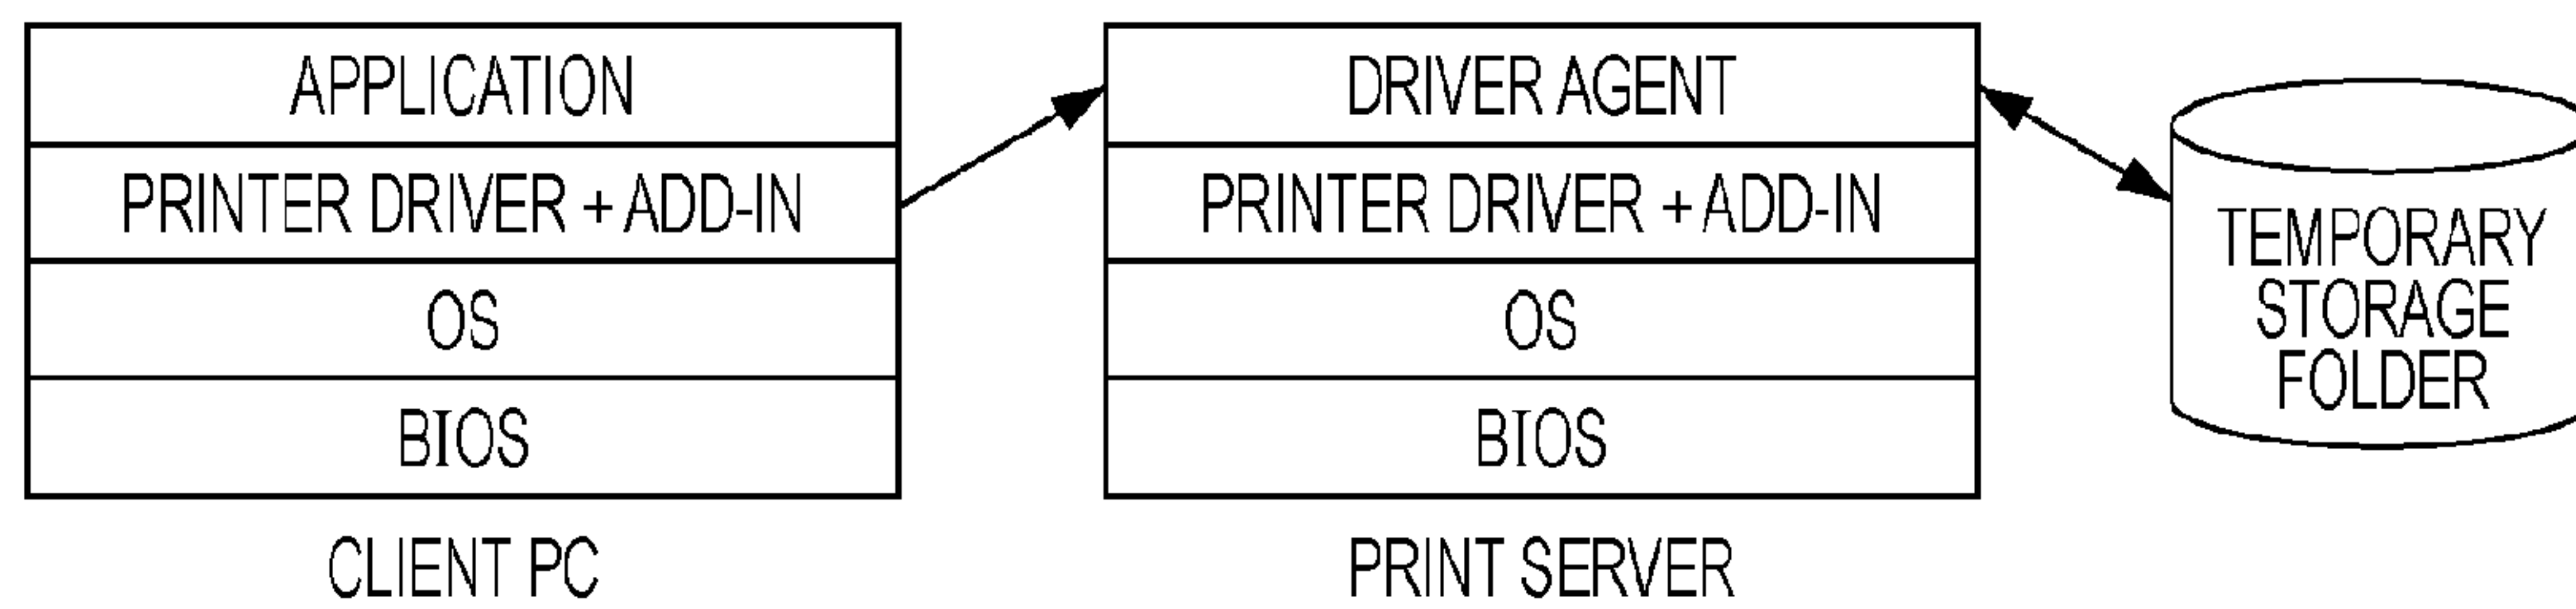 APPLICATION
PRINTER DRIVER + ADD-IN
OS
BIOS
CLIENT PC
DRIVER AGENT
PRINTER DRIVER + ADD-IN
OS
BIOS
PRINT SERVER
TEMPORARY
STORAGE
FOLDER